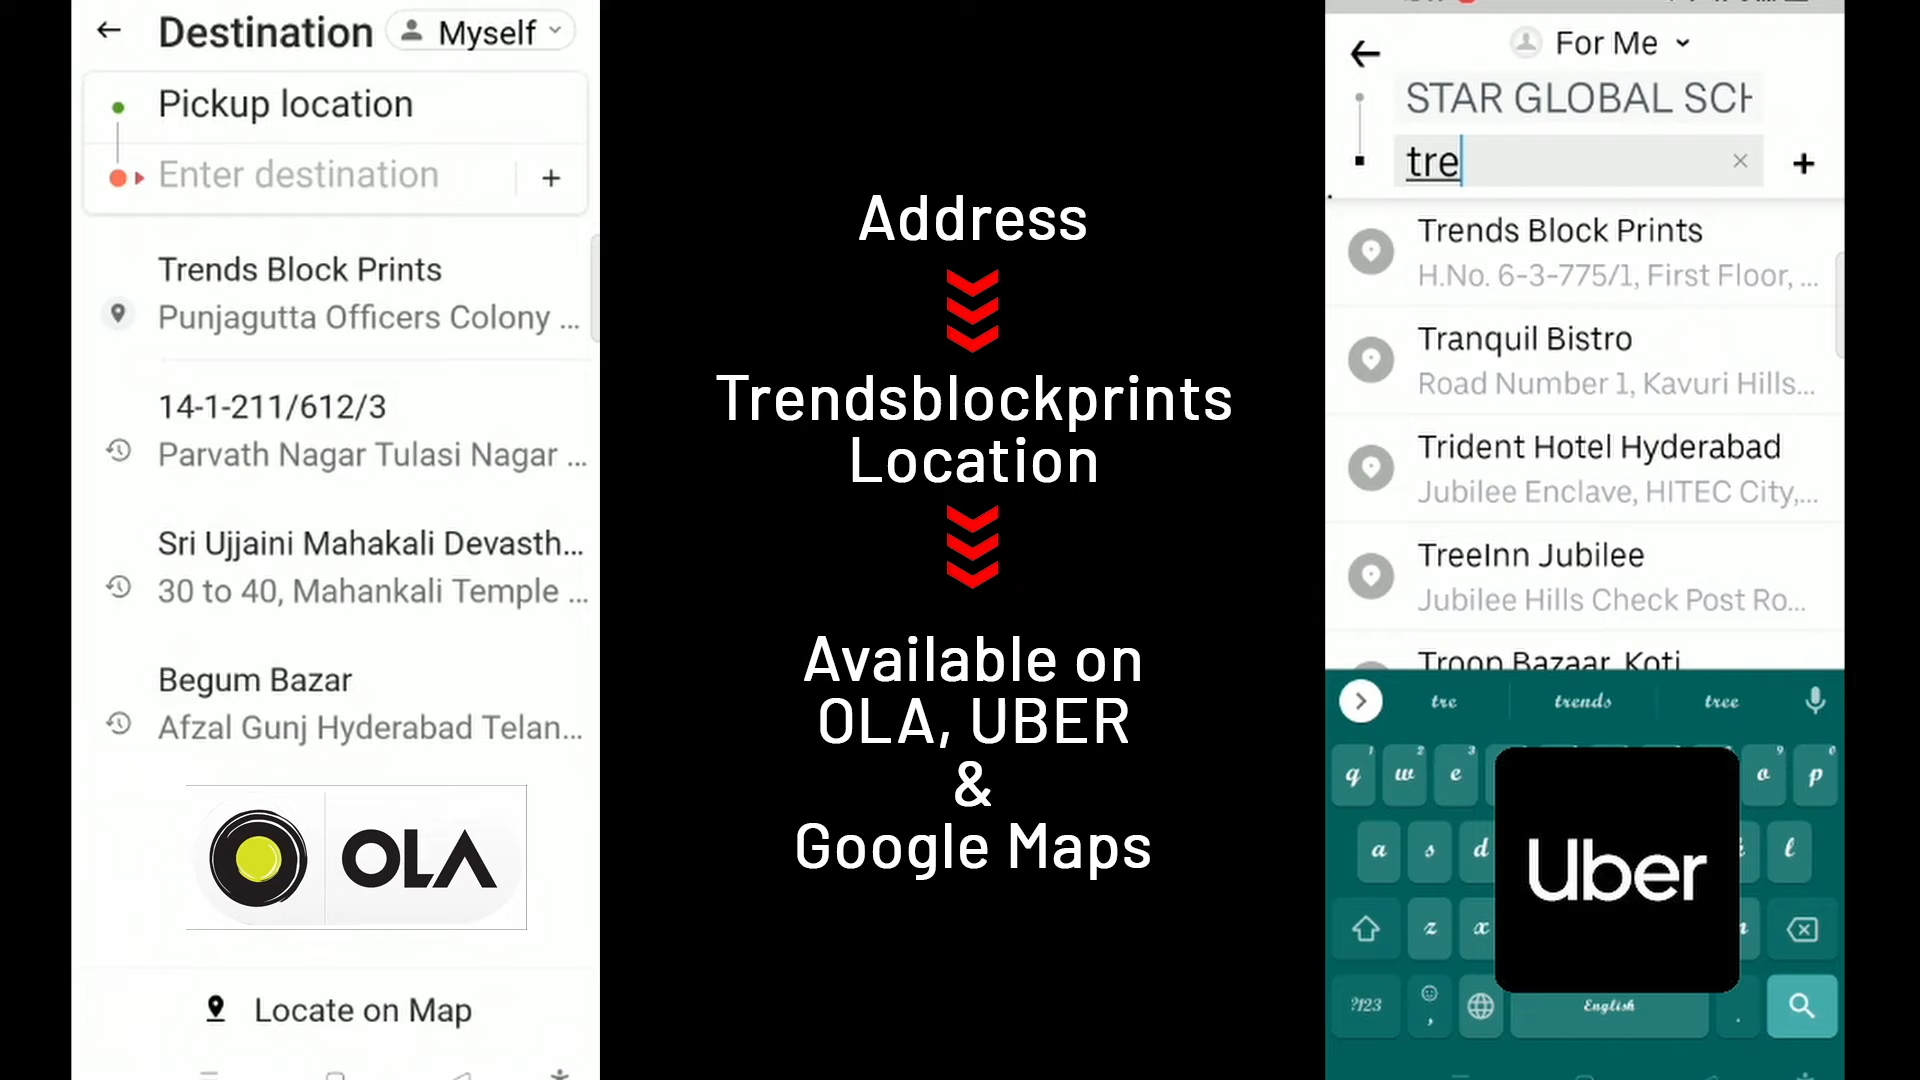 Destination
Myself
Pickup location
Enter destination
+
Trends Block Prints
Punjagutta Officers Colony ...
14-1-211/612/3
Parvath Nagar Tulasi Nagar ...
Sri Ujjaini Mahakali Devasth...
30 to 40, Mahankali Temple ...
Begum Bazar
Afzal Gunj Hyderabad Telan...
OLA
Locate on Map
Address
Trendsblockprints
Location
Available on
OLA, UBER
&
Google Maps
For Me
STAR GLOBAL SCH
tre
+
Trends Block Prints
H.No. 6-3-775/1, First Floor, ...
Tranquil Bistro
Road Number 1, Kavuri Hills...
Trident Hotel Hyderabad
Jubilee Enclave, HITEC City,...
TreeInn Jubilee
Jubilee Hills Check Post Ro...
Troop Bazaar, Koti
tre trends tree
1 2 3 9 0
q w e o p
a s d l
z x
Uber
?123 , English .